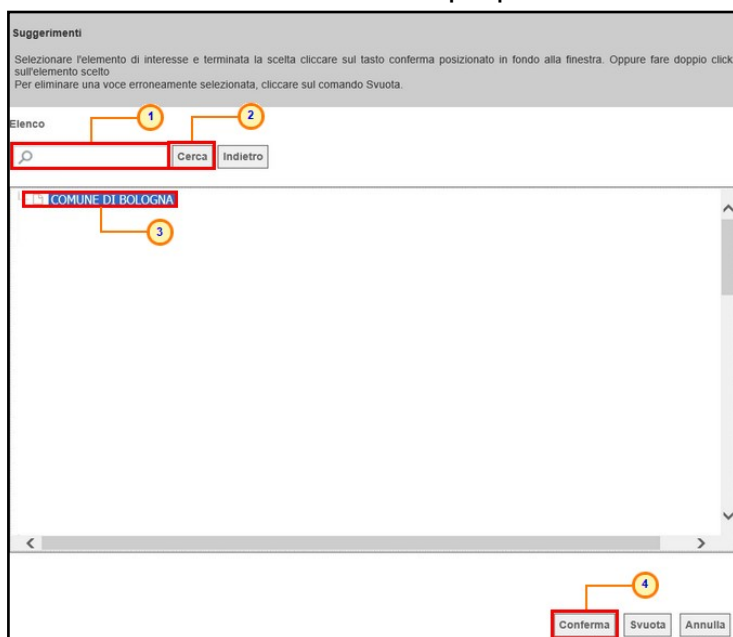 Suggerimenti
Selezionare l'elemento di interesse e terminata la scelta cliccare sul tasto conferma posizionato in fondo alla finestra. Oppure fare doppio click
sull'elemento scelto
Per eliminare una voce erroneamente selezionata, cliccare sul comando Svuota.
1 2
Elenco
Cerca Indietro
COMUNE DI BOLOGNA
3
4
Conferma Svuota Annulla